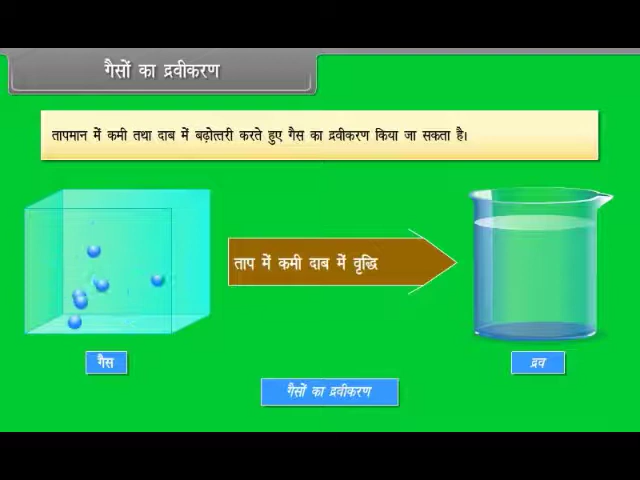 गैसों का द्रवीकरण
तापमान में कमी तथा दाब में बढ़ोत्तरी करते हुए गैस का द्रवीकरण किया जा सकता है।
ताप में कमी दाब में वृद्धि
गैस
द्रव
गैसों का द्रवीकरण